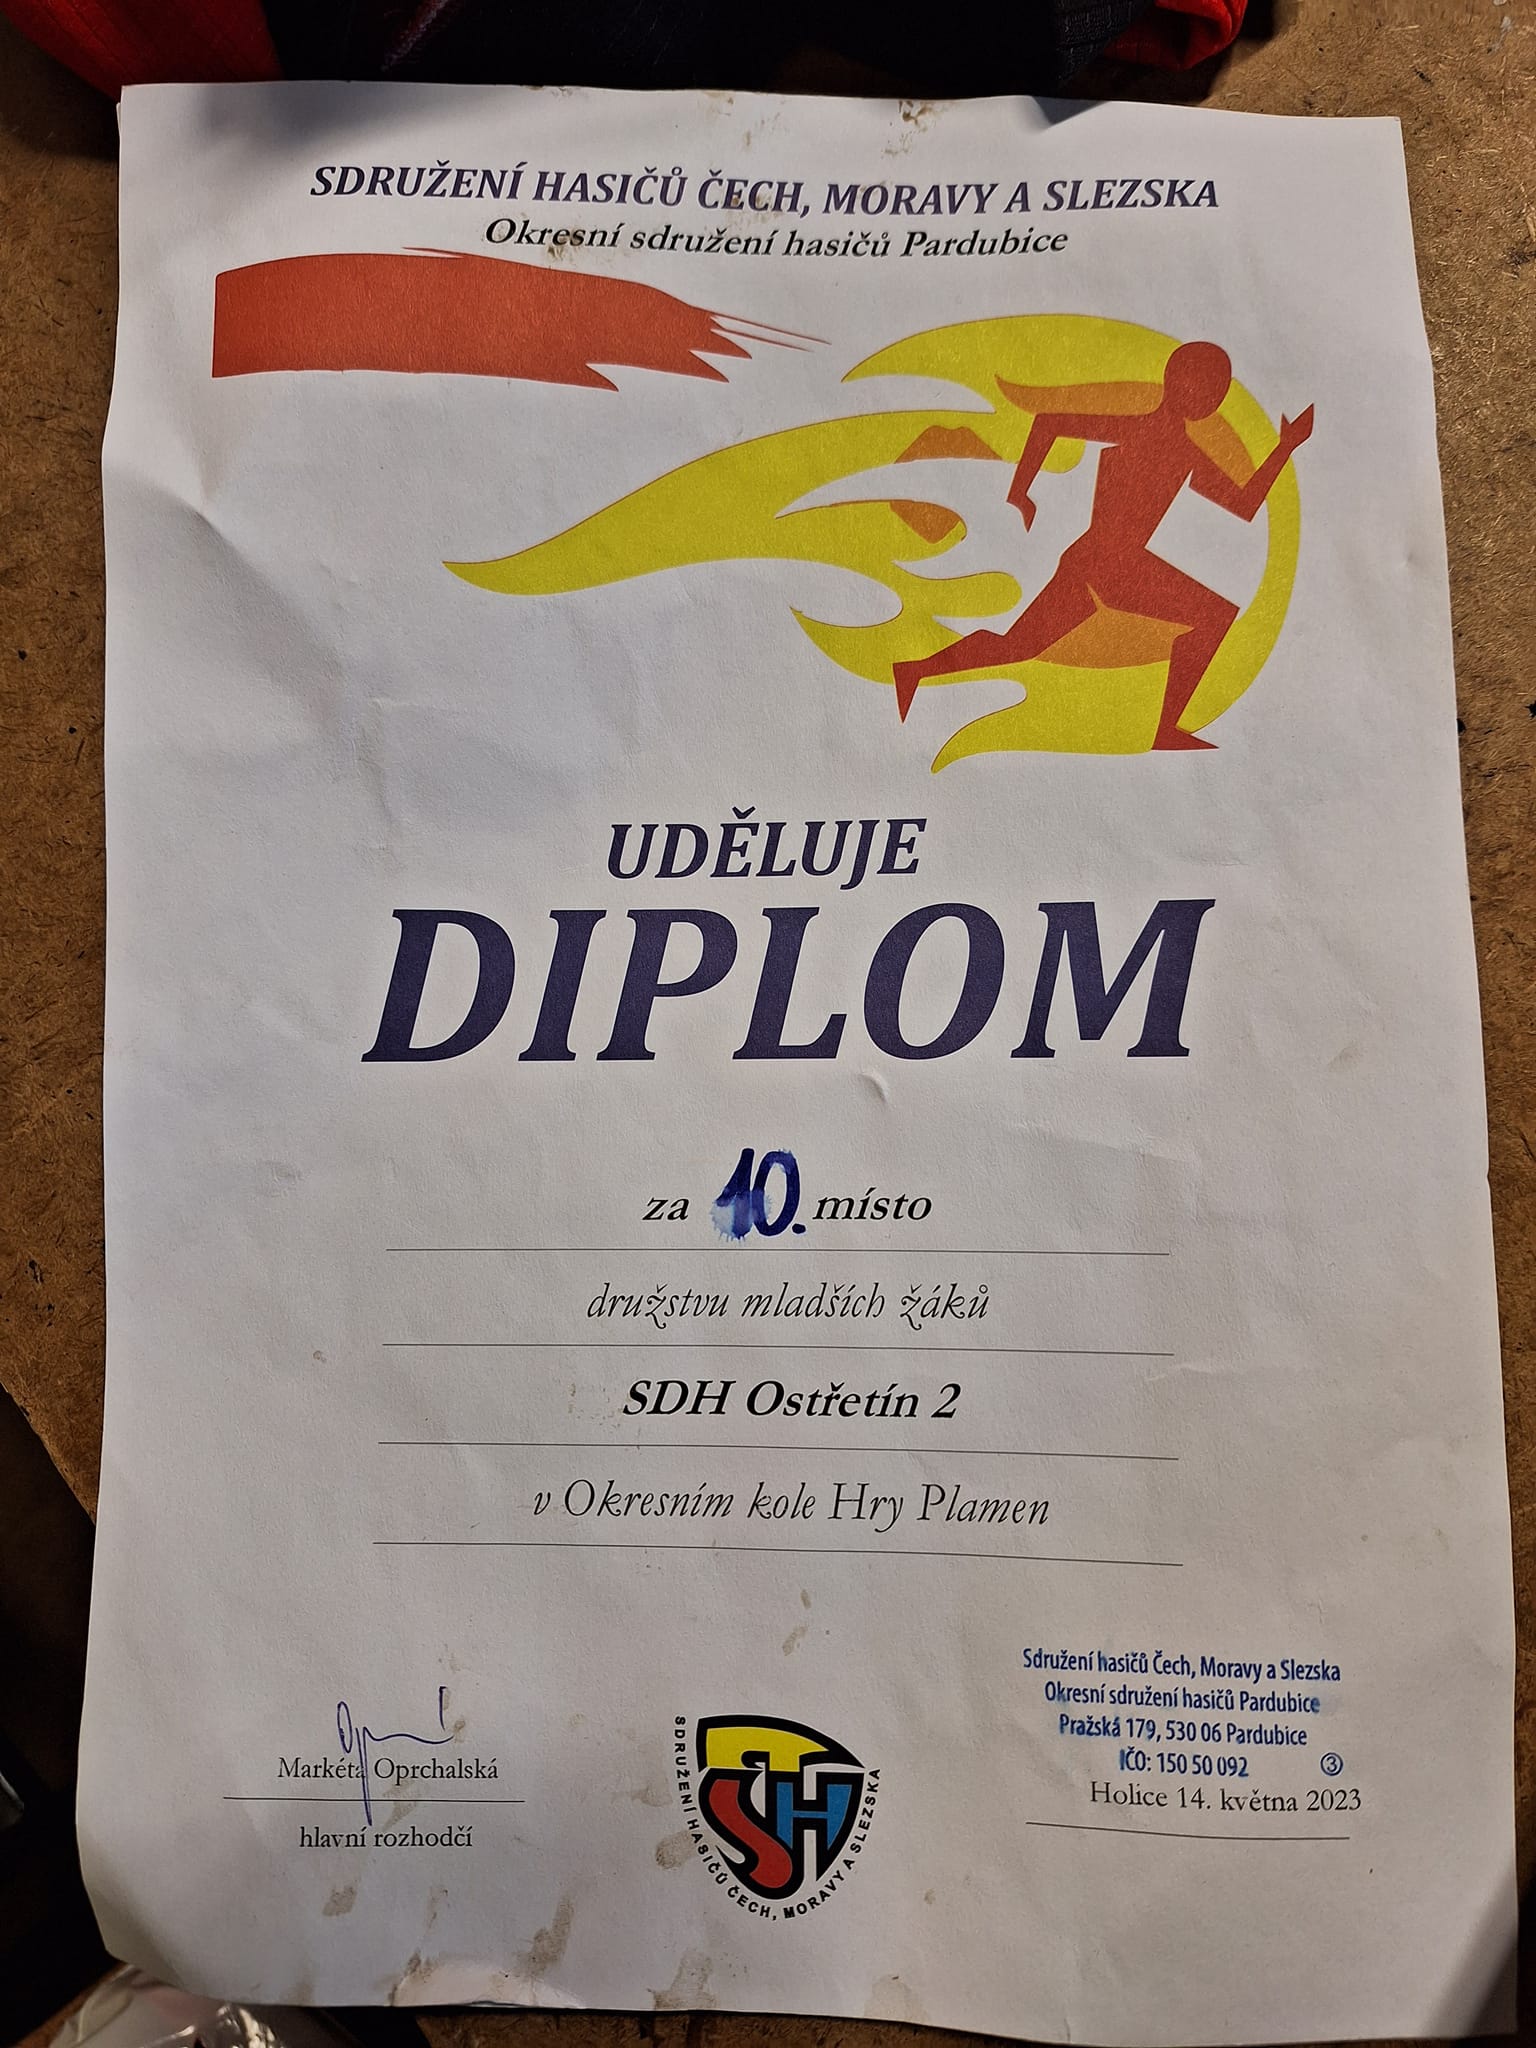 SDRUŽENÍ HASIČŮ ČECH, MORAVY A SLEZSKA
Okresní sdružení hasičů Pardubice
UDĚLUJE
DIPLOM
za 10. místo
družstvu mladších žáků
SDH Ostřetín 2
v Okresním kole Hry Plamen
Markéta Oprchalská
hlavní rozhodčí
SDRUŽENÍ HASIČŮ ČECH, MORAVY A SLEZSKA
Sdružení hasičů Čech, Moravy a Slezska
Okresní sdružení hasičů Pardubice
Pražská 179, 530 06 Pardubice
IČO: 150 50 092 ③
Holice 14. května 2023